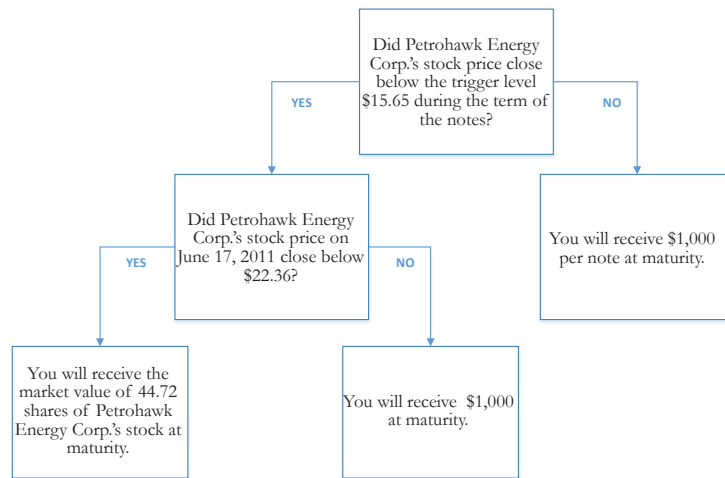 Did Petrohawk Energy
Corp.'s stock price close
below the trigger level
$15.65 during the term of
the notes?
YES
NO
Did Petrohawk Energy
Corp.'s stock price on
June 17, 2011 close below
$22.36?
You will receive $1,000
per note at maturity.
YES
NO
You will receive the
market value of 44.72
shares of Petrohawk
Energy Corp.'s stock at
maturity.
You will receive $1,000
at maturity.